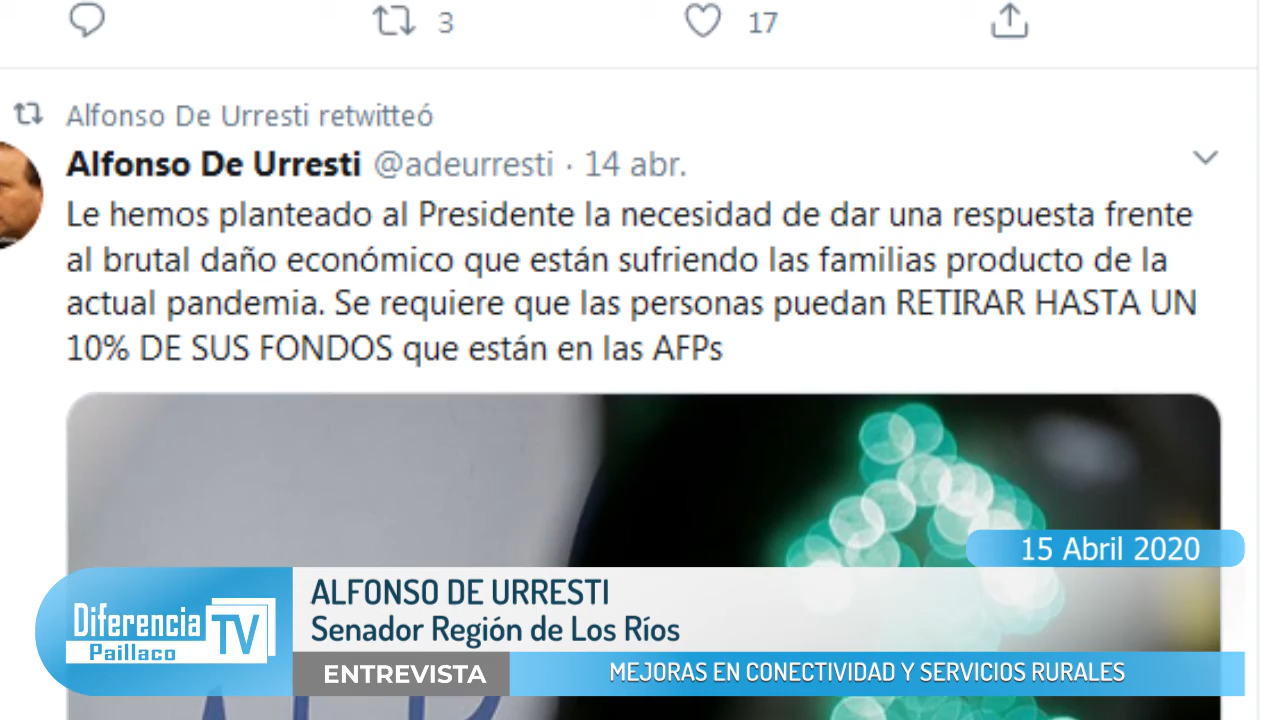 3 17
Alfonso De Urresti retwitteó
Alfonso De Urresti @adeurresti · 14 abr.
Le hemos planteado al Presidente la necesidad de dar una respuesta frente
al brutal daño económico que están sufriendo las familias producto de la
actual pandemia. Se requiere que las personas puedan RETIRAR HASTA UN
10% DE SUS FONDOS que están en las AFPs
15 Abril 2020
ALFONSO DE URRESTI
Senador Región de Los Ríos
Diferencia TV
Paillaco
ENTREVISTA MEJORAS EN CONECTIVIDAD Y SERVICIOS RURALES